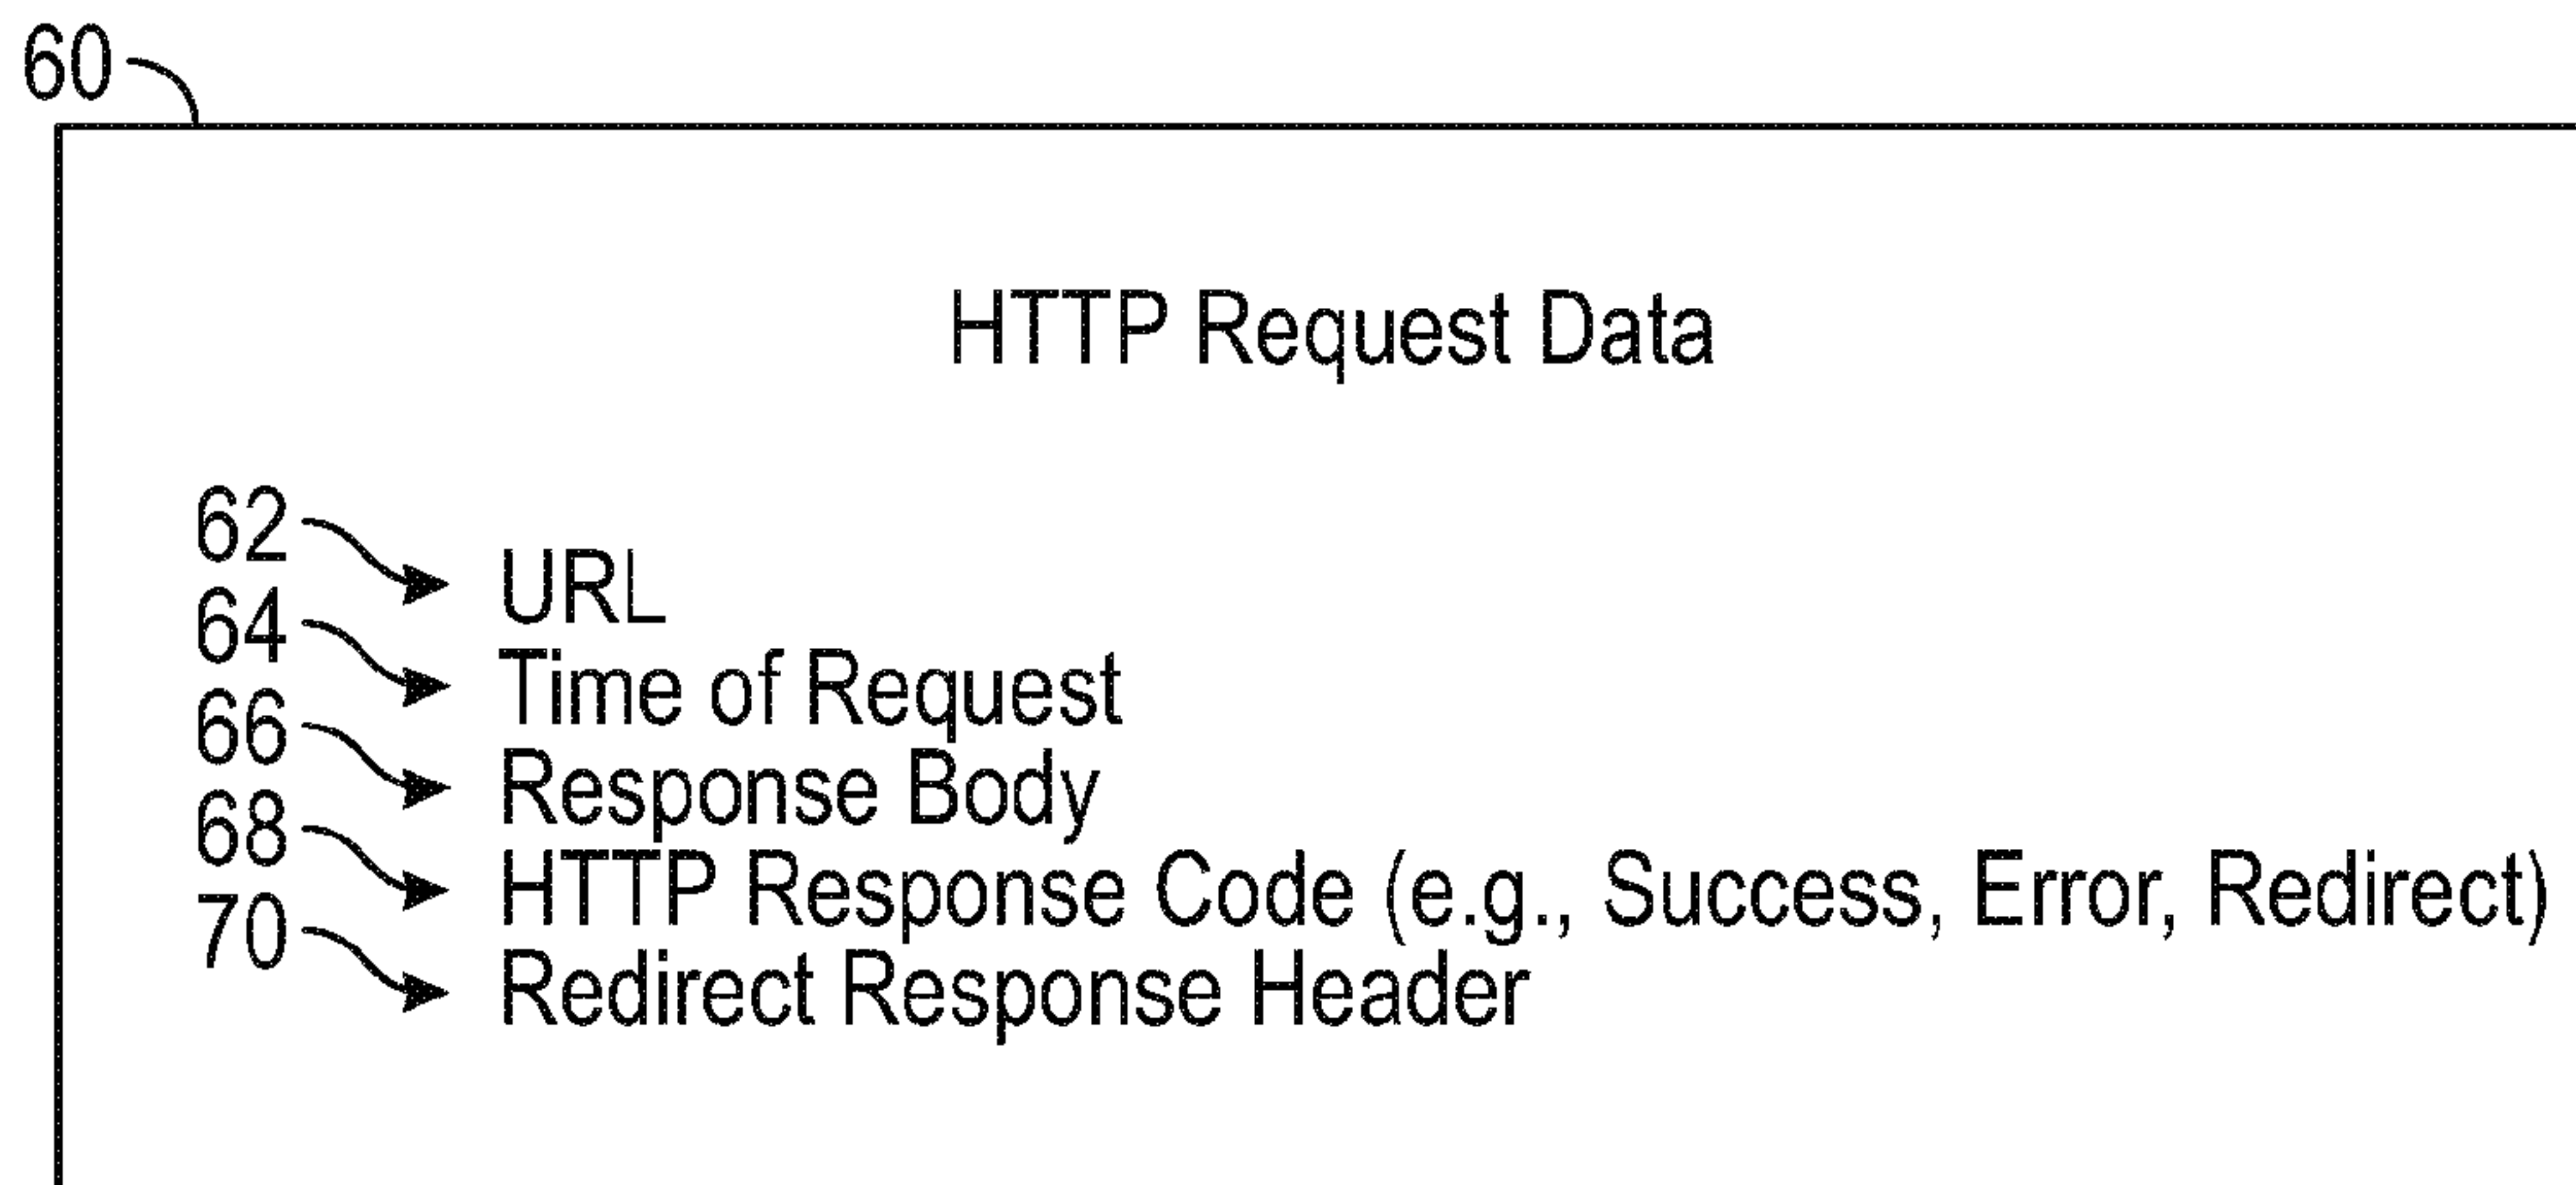 60
HTTP Request Data
62
URL
64
Time of Request
66
Response Body
68
HTTP Response Code (e.g., Success, Error, Redirect)
70
Redirect Response Header